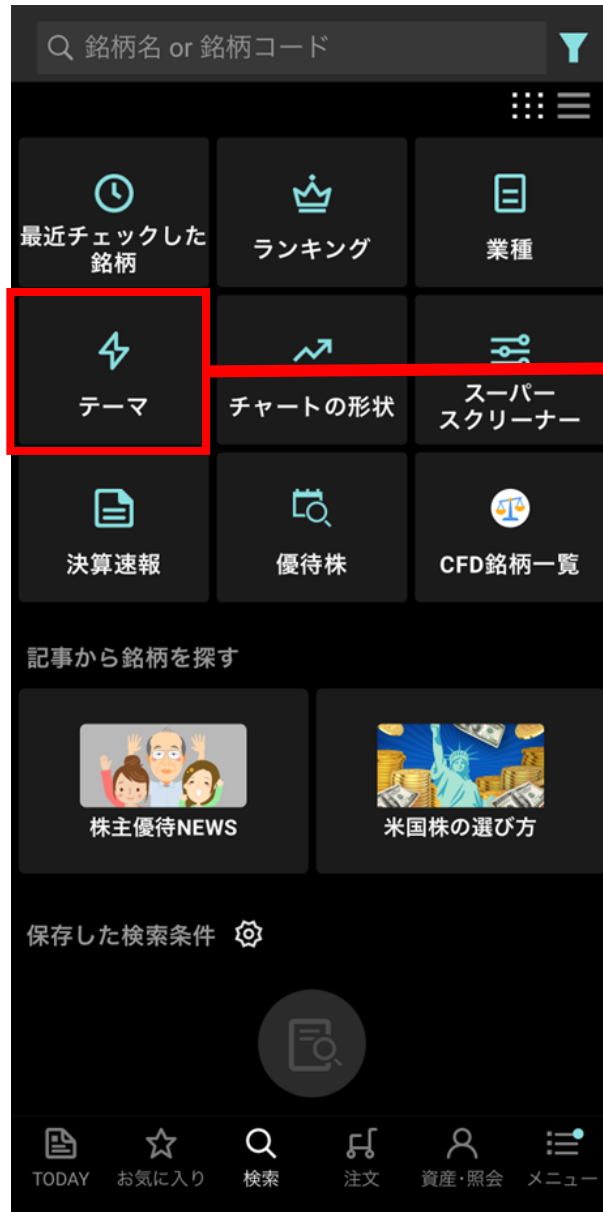 銘柄名 or 銘柄コード
最近チェックした
銘柄
ランキング
業種
テーマ
チャートの形状
スーパー
スクリーナー
決算速報
優待株
CFD銘柄一覧
記事から銘柄を探す
株主優待NEWS
米国株の選び方
保存した検索条件
TODAY
お気に入り
検索
注文
資産・照会
メニュー